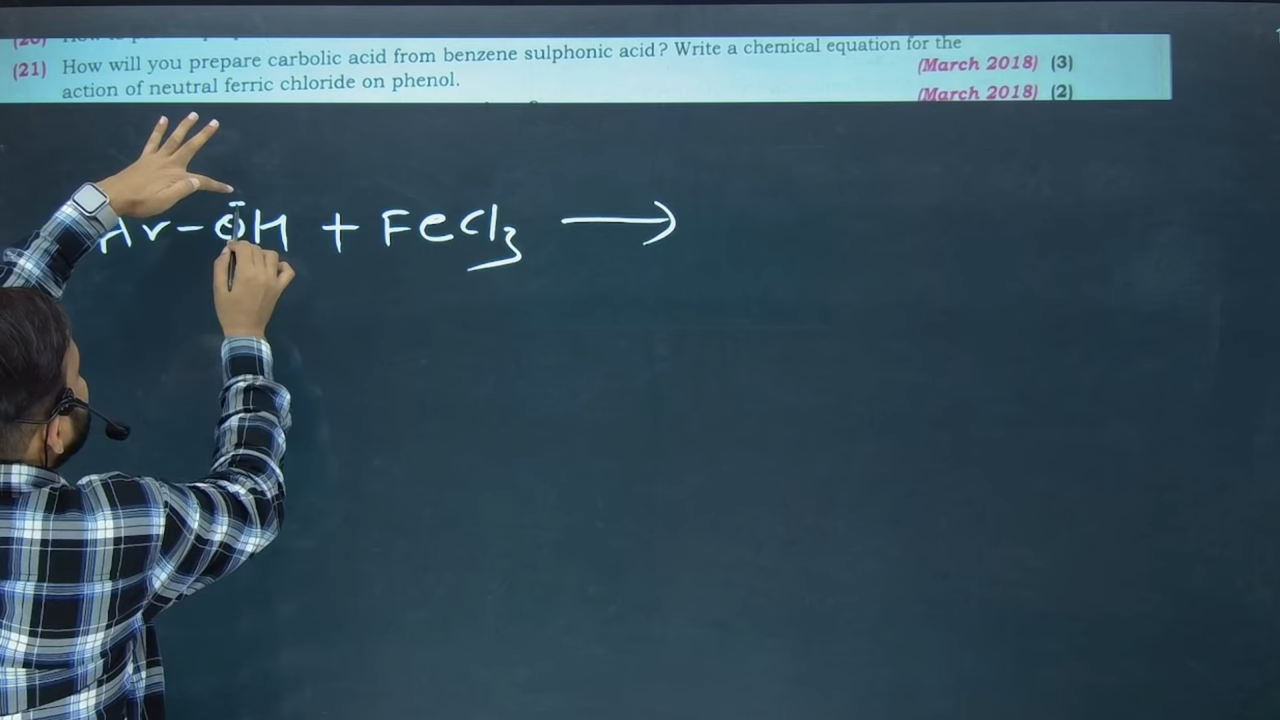 (21) How will you prepare carbolic acid from benzene sulphonic acid? Write a chemical equation for the
(March 2018) (3)
action of neutral ferric chloride on phenol.
(March 2018) (2)
Ar-ÖH + FeCl₃ ⟶